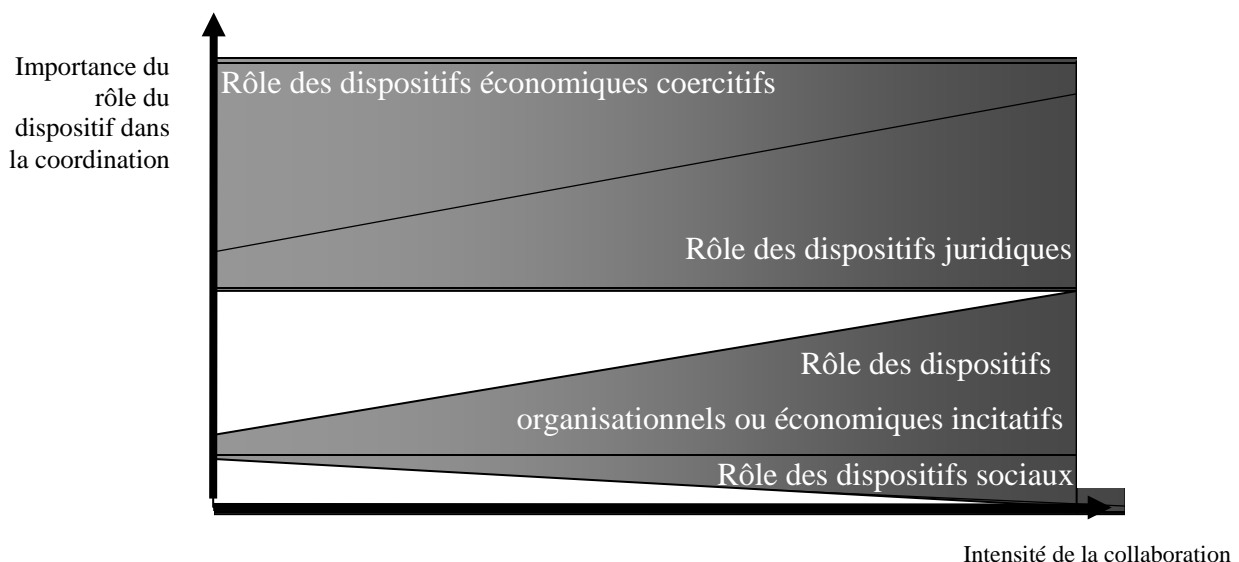 Importance du
rôle du
dispositif dans
la coordination
Rôle des dispositifs économiques coercitifs
Rôle des dispositifs juridiques
Rôle des dispositifs
organisationnels ou économiques incitatifs
Rôle des dispositifs sociaux
Intensité de la collaboration